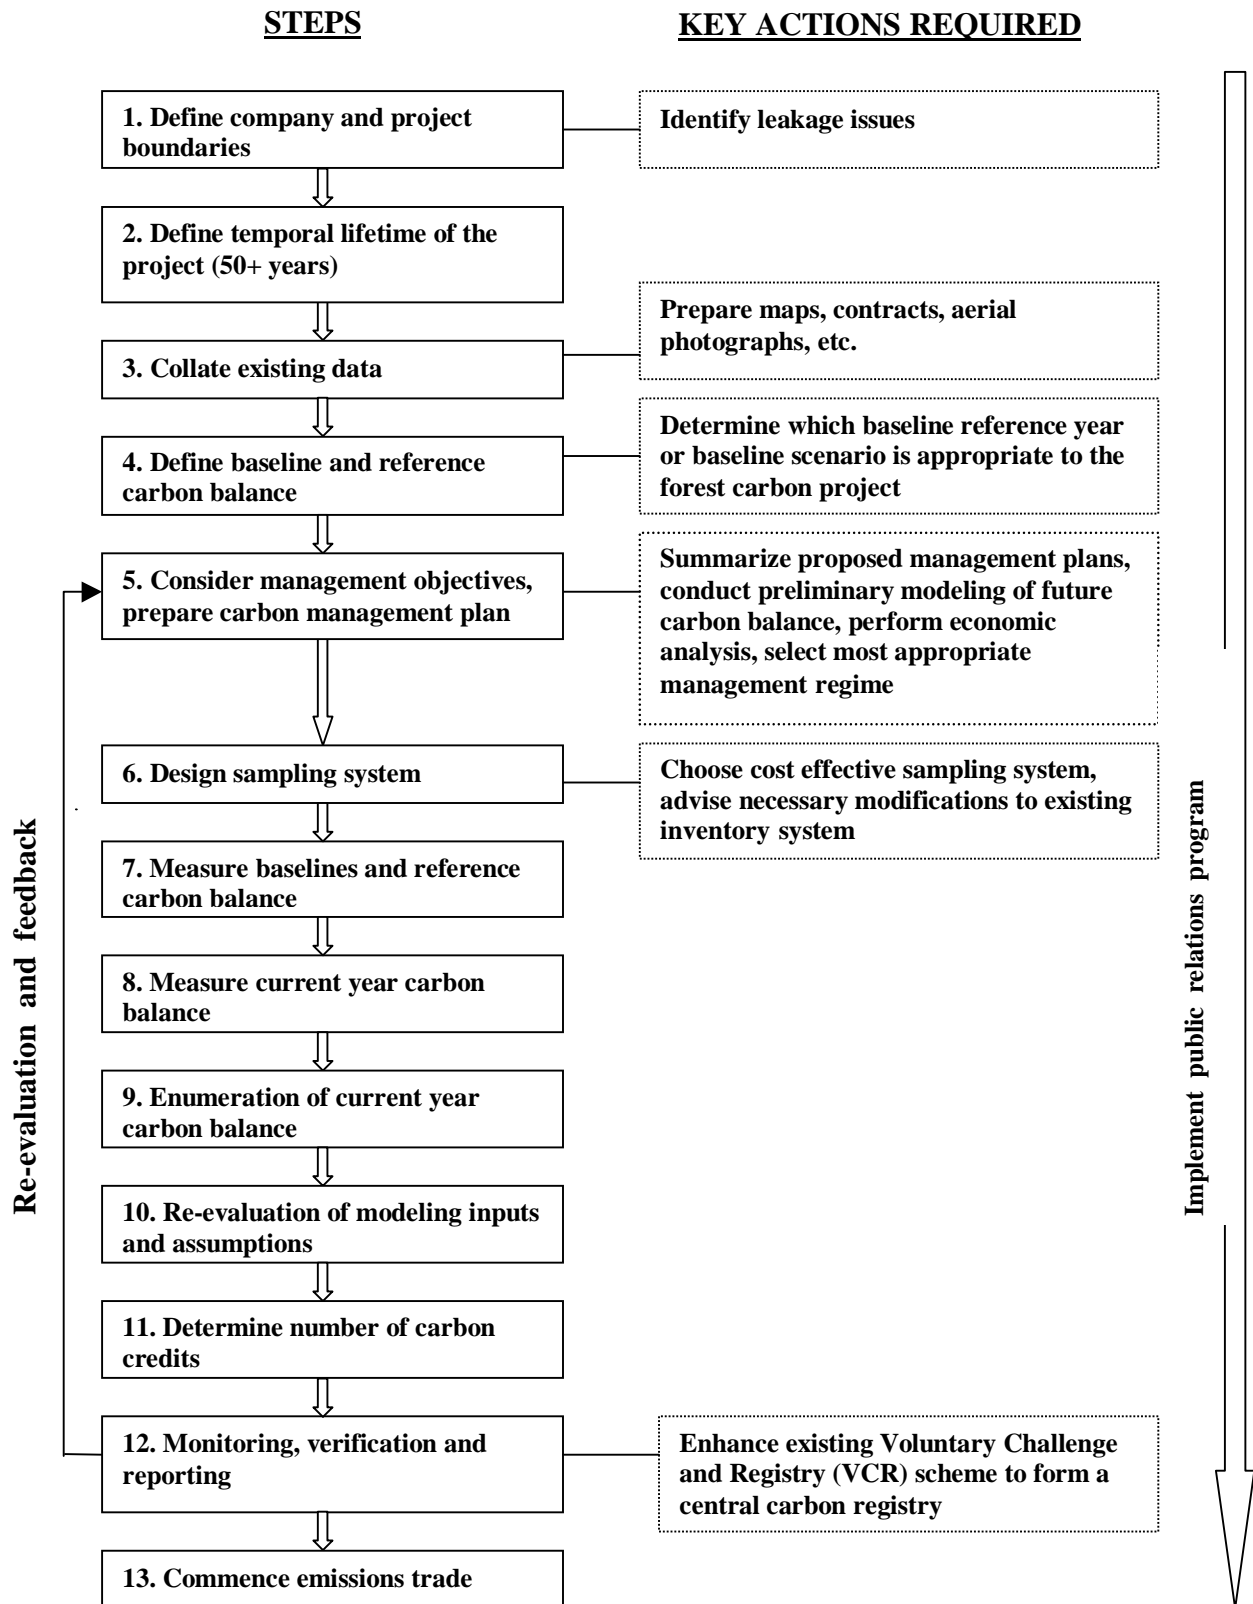 STEPS
KEY ACTIONS REQUIRED
1. Define company and project
boundaries
Identify leakage issues
2. Define temporal lifetime of the
project (50+ years)
Prepare maps, contracts, aerial
photographs, etc.
3. Collate existing data
Determine which baseline reference year
or baseline scenario is appropriate to the
forest carbon project
4. Define baseline and reference
carbon balance
Summarize proposed management plans,
conduct preliminary modeling of future
carbon balance, perform economic
analysis, select most appropriate
management regime
5. Consider management objectives,
prepare carbon management plan
6. Design sampling system
Choose cost effective sampling system,
advise necessary modifications to existing
inventory system
7. Measure baselines and reference
carbon balance
8. Measure current year carbon
balance
9. Enumeration of current year
carbon balance
10. Re-evaluation of modeling inputs
and assumptions
11. Determine number of carbon
credits
12. Monitoring, verification and
reporting
Enhance existing Voluntary Challenge
and Registry (VCR) scheme to form a
central carbon registry
13. Commence emissions trade
Re-evaluation and feedback
Implement public relations program